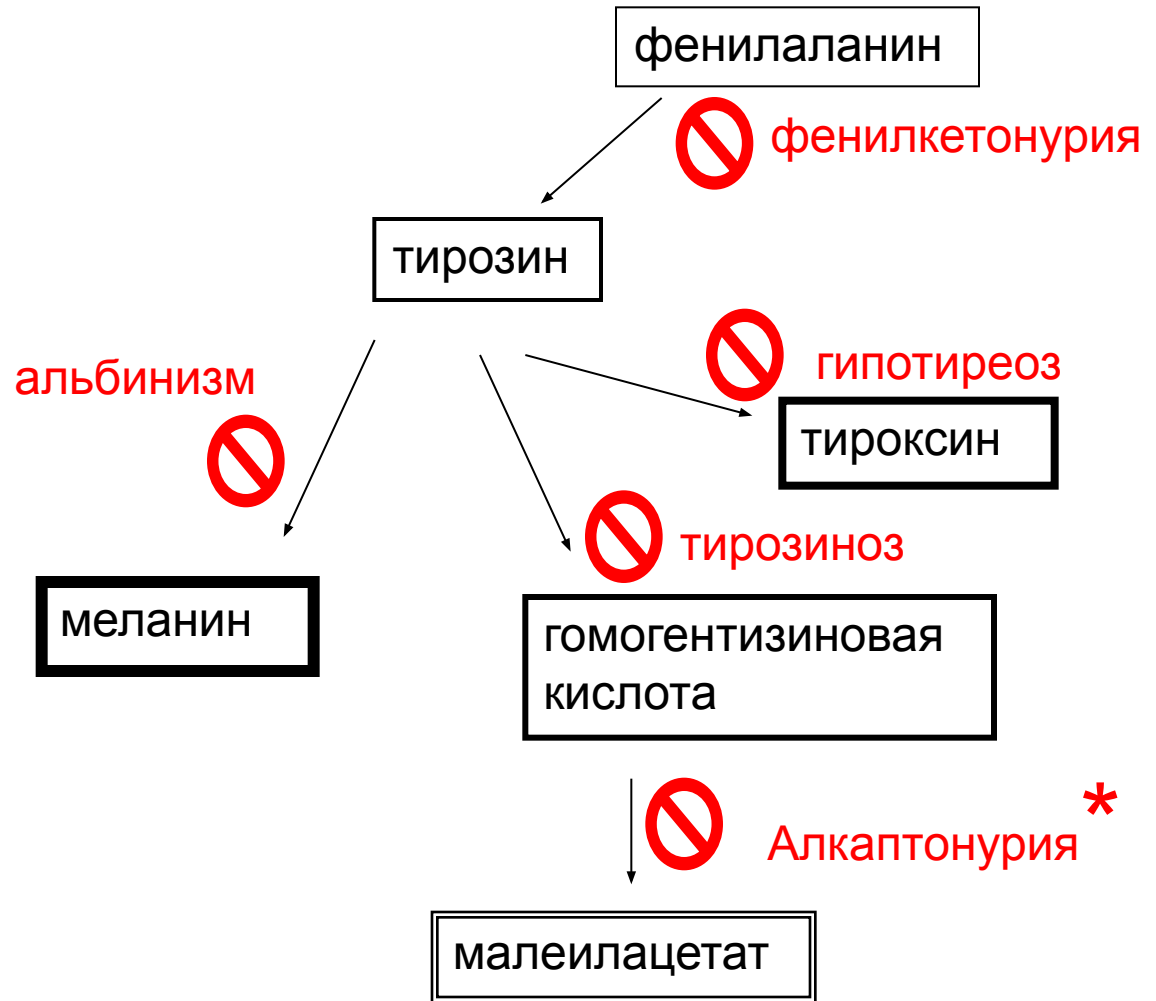 фенилаланин
фенилкетонурия
тирозин
альбинизм
гипотиреоз
тироксин
тирозиноз
меланин
гомогентизиновая
кислота
Алкаптонурия*
малеилацетат